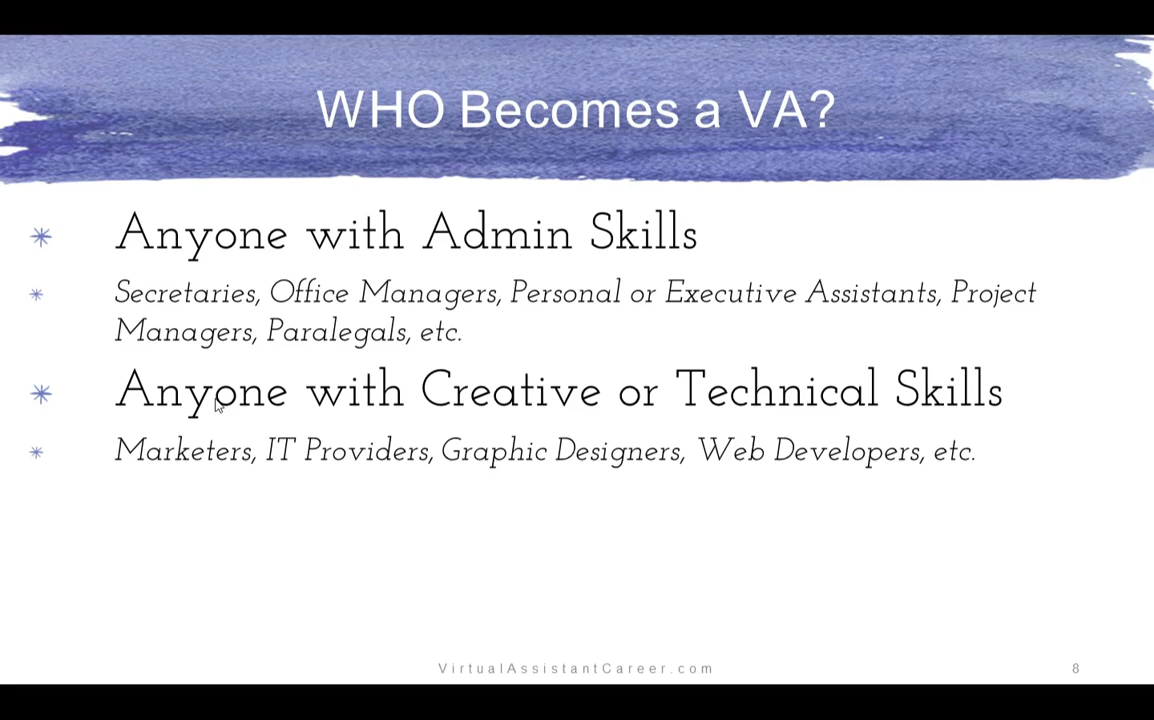 WHO Becomes a VA?
Anyone with Admin Skills
Secretaries, Office Managers, Personal or Executive Assistants, Project
Managers, Paralegals, etc.
Anyone with Creative or Technical Skills
Marketers, IT Providers, Graphic Designers, Web Developers, etc.
VirtualAssistantCareer.com
8